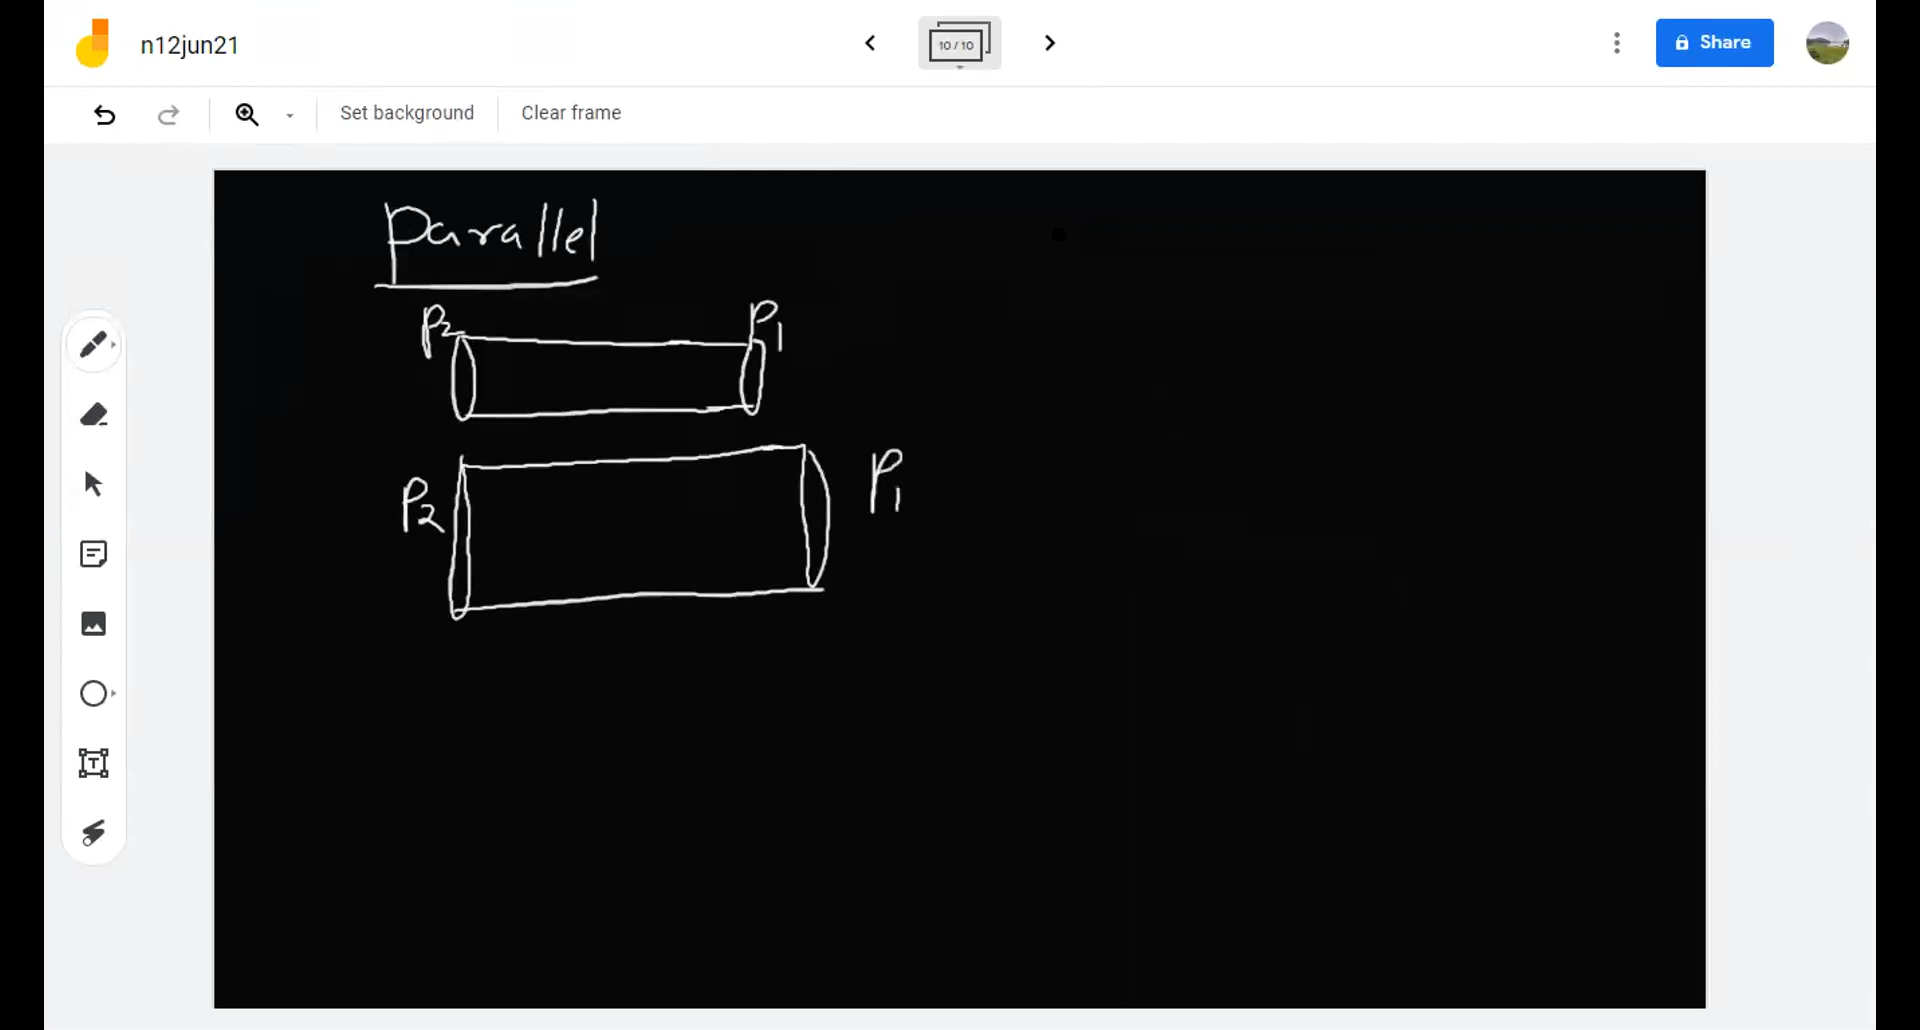 n12jun21
10 / 10
Share
Set background
Clear frame
Parallel
P2 P1
P2 P1